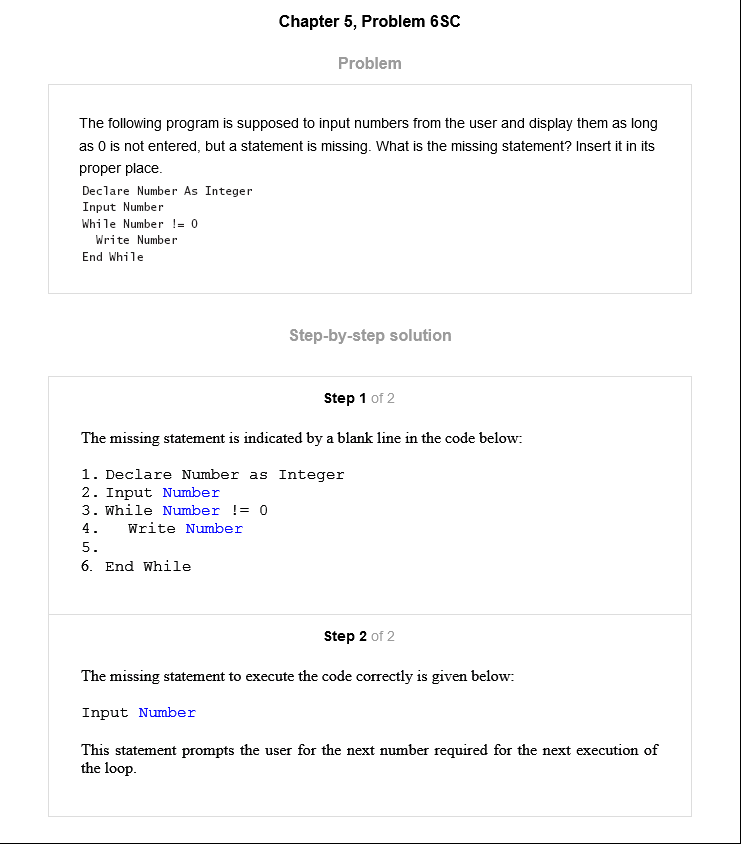 Chapter 5, Problem 6SC
Problem
The following program is supposed to input numbers from the user and display them as long
as 0 is not entered, but a statement is missing. What is the missing statement? Insert it in its
proper place.
Declare Number As Integer
Input Number
While Number != 0
Write Number
End While
Step-by-step solution
Step 1 of 2
The missing statement is indicated by a blank line in the code below:
1. Declare Number as Integer
2. Input Number
3. While Number != 0
4. Write Number
5.
6. End While
Step 2 of 2
The missing statement to execute the code correctly is given below:
Input Number
This statement prompts the user for the next number required for the next execution of
the loop.